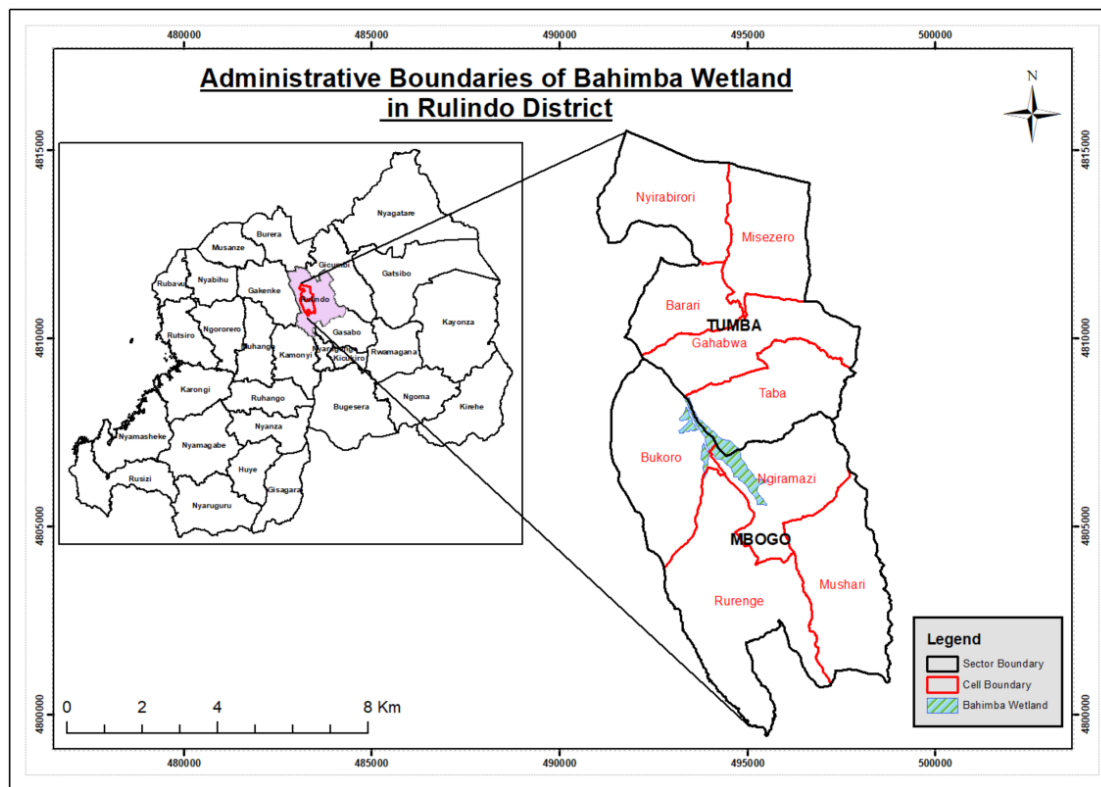 480000 485000 490000 495000 500000
Administrative Boundaries of Bahimba Wetland
in Rulindo District
N
4815000
4810000
4805000
4800000
4815000
4810000
4805000
4800000
Nyagatare
Burera
Musanze
Gicumbi
Gatsibo
Rubavu
Nyabihu
Gakenke
Rulindo
Kayonza
Rutsiro
Ngororero
Muhanga
Kamonyi
Gasabo
Kicukiro
Rwamagana
Karongi
Ruhango
Bugesera
Ngoma
Kirehe
Nyamasheke
Nyamagabe
Nyanza
Huye
Rusizi
Gisagara
Nyaruguru
Nyirabirori
Misezero
Barari
TUMBA
Gahabwa
Taba
Bukoro
Ngiramazi
MBOGO
Mushari
Rurenge
Legend
Sector Boundary
Cell Boundary
Bahimba Wetland
0 2 4 8 Km
480000 485000 490000 495000 500000